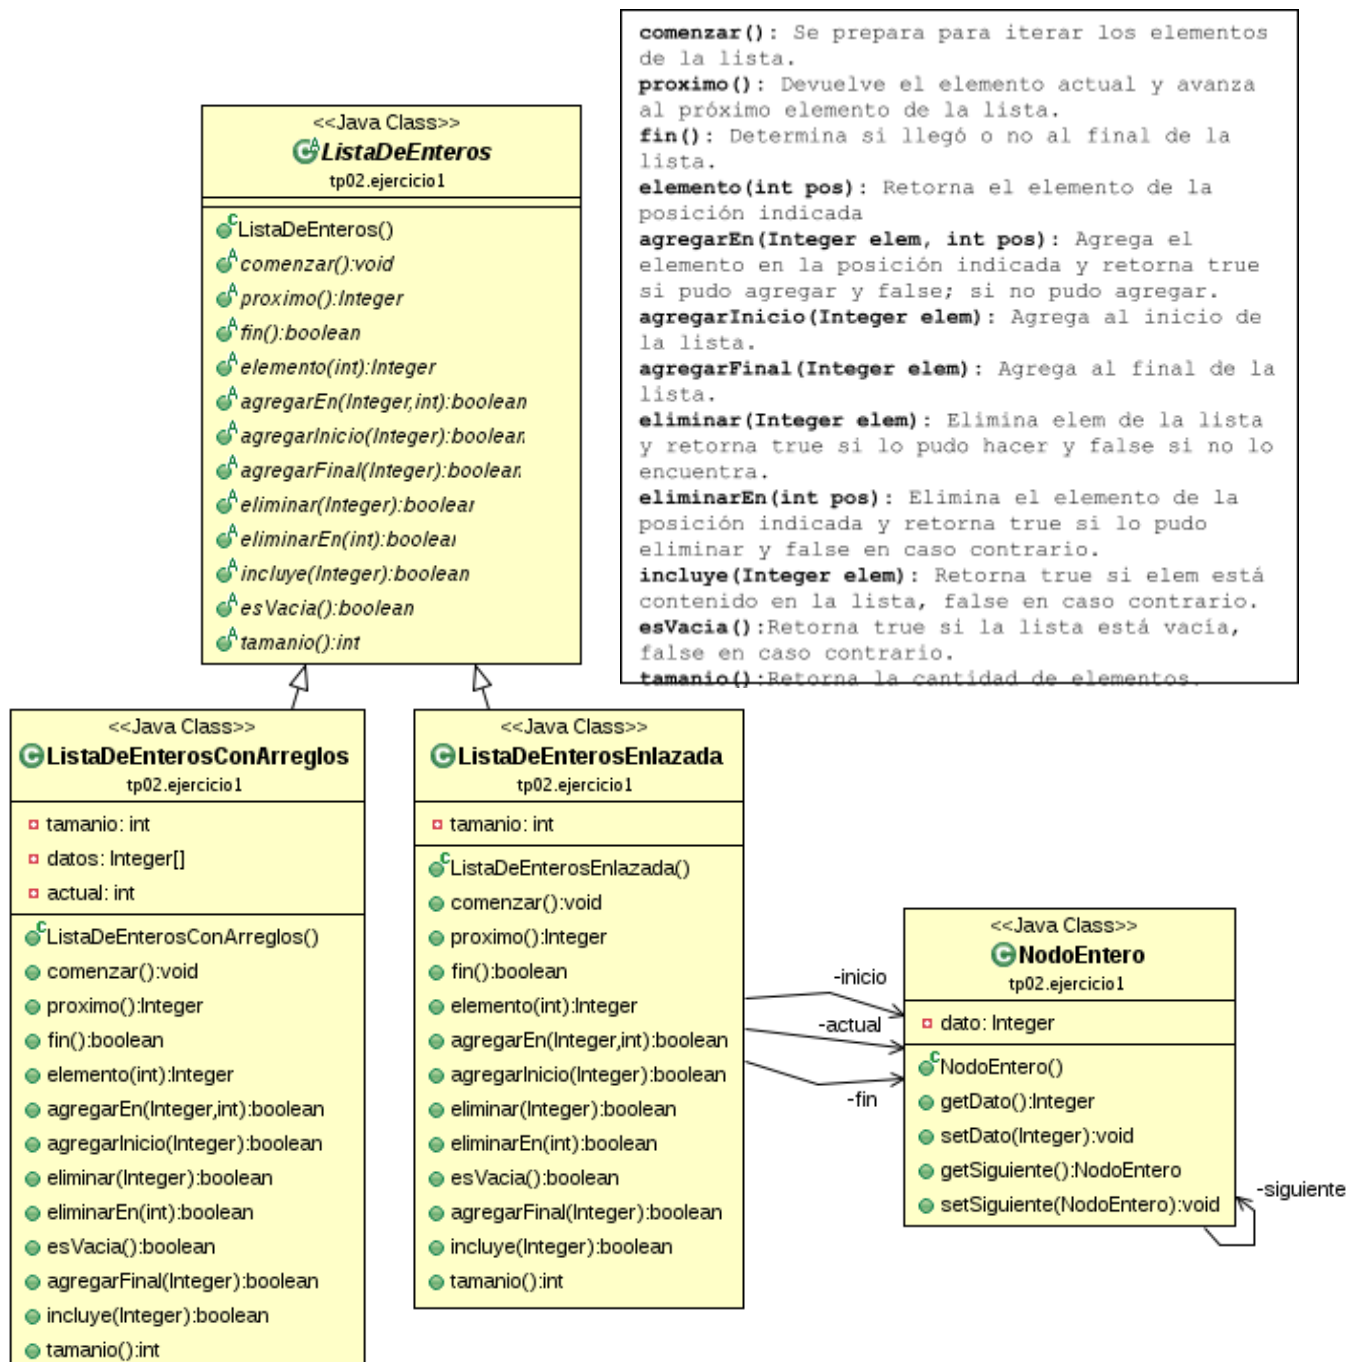 <<Java Class>>
ListaDeEnteros
tp02.ejercicio1
ListaDeEnteros()
comenzar():void
proximo():Integer
fin():boolean
elemento(int):Integer
agregarEn(Integer,int):boolean
agregarInicio(Integer):boolean
agregarFinal(Integer):boolean
eliminar(Integer):boolean
eliminarEn(int):boolean
incluye(Integer):boolean
esVacia():boolean
tamanio():int
comenzar(): Se prepara para iterar los elementos
de la lista.
proximo(): Devuelve el elemento actual y avanza
al próximo elemento de la lista.
fin(): Determina si llegó o no al final de la
lista.
elemento(int pos): Retorna el elemento de la
posición indicada
agregarEn(Integer elem, int pos): Agrega el
elemento en la posición indicada y retorna true
si pudo agregar y false; si no pudo agregar.
agregarInicio(Integer elem): Agrega al inicio de
la lista.
agregarFinal(Integer elem): Agrega al final de la
lista.
eliminar(Integer elem): Elimina elem de la lista
y retorna true si lo pudo hacer y false si no lo
encuentra.
eliminarEn(int pos): Elimina el elemento de la
posición indicada y retorna true si lo pudo
eliminar y false en caso contrario.
incluye(Integer elem): Retorna true si elem está
contenido en la lista, false en caso contrario.
esVacia():Retorna true si la lista está vacía,
false en caso contrario.
tamanio():Retorna la cantidad de elementos.
<<Java Class>>
ListaDeEnterosConArreglos
tp02.ejercicio1
tamanio: int
datos: Integer[]
actual: int
ListaDeEnterosConArreglos()
comenzar():void
proximo():Integer
fin():boolean
elemento(int):Integer
agregarEn(Integer,int):boolean
agregarInicio(Integer):boolean
eliminar(Integer):boolean
eliminarEn(int):boolean
esVacia():boolean
agregarFinal(Integer):boolean
incluye(Integer):boolean
tamanio():int
<<Java Class>>
ListaDeEnterosEnlazada
tp02.ejercicio1
tamanio: int
ListaDeEnterosEnlazada()
comenzar():void
proximo():Integer
fin():boolean
elemento(int):Integer
agregarEn(Integer,int):boolean
agregarInicio(Integer):boolean
eliminar(Integer):boolean
eliminarEn(int):boolean
esVacia():boolean
agregarFinal(Integer):boolean
incluye(Integer):boolean
tamanio():int
-inicio
-actual
-fin
<<Java Class>>
NodoEntero
tp02.ejercicio1
dato: Integer
NodoEntero()
getDato():Integer
setDato(Integer):void
getSiguiente():NodoEntero
setSiguiente(NodoEntero):void
-siguiente